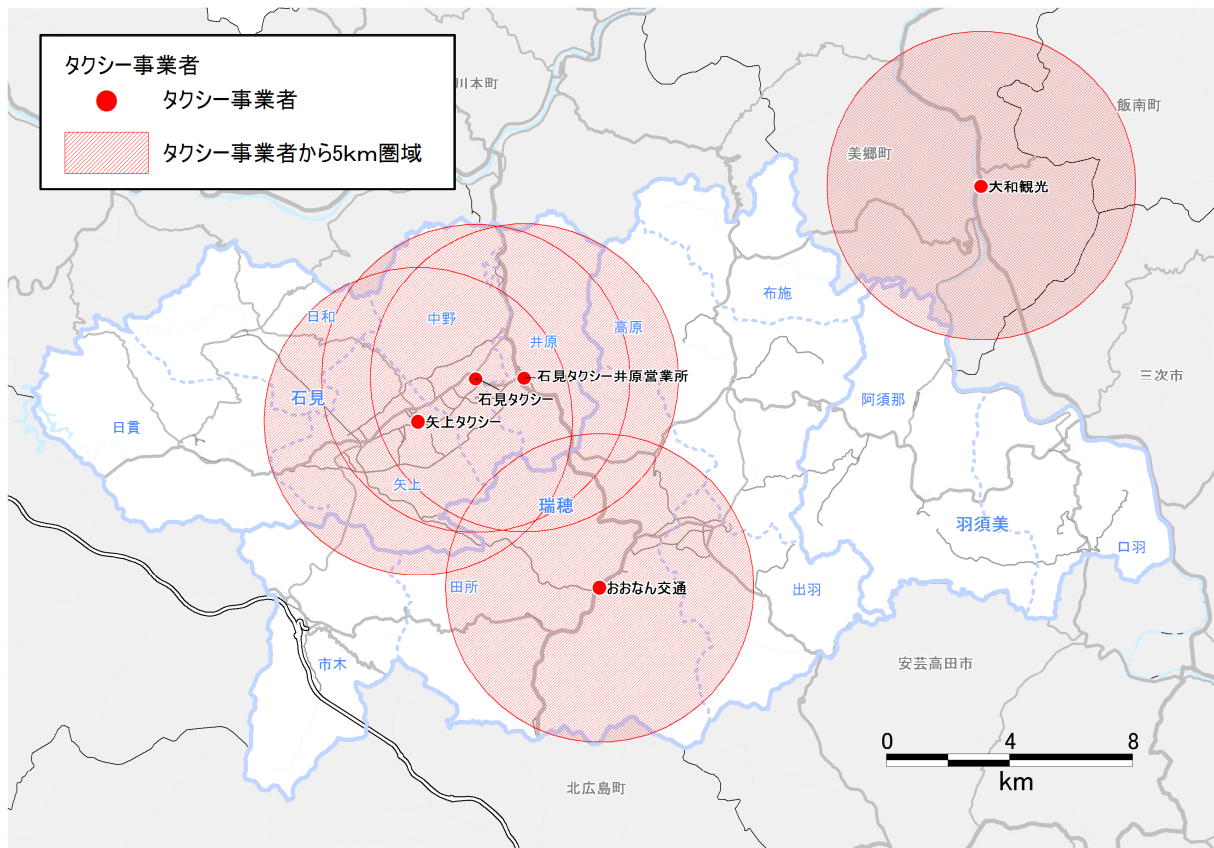 タクシー事業者
タクシー事業者
タクシー事業者から5km圏域
川本町
飯南町
美郷町
大和観光
布施
日和
中野
井原
高原
石見タクシー井原営業所
三次市
石見
石見タクシー
阿須那
矢上タクシー
日貫
矢上
瑞穂
羽須美
口羽
田所
おおなん交通
出羽
市木
安芸高田市
0 4 8
km
北広島町